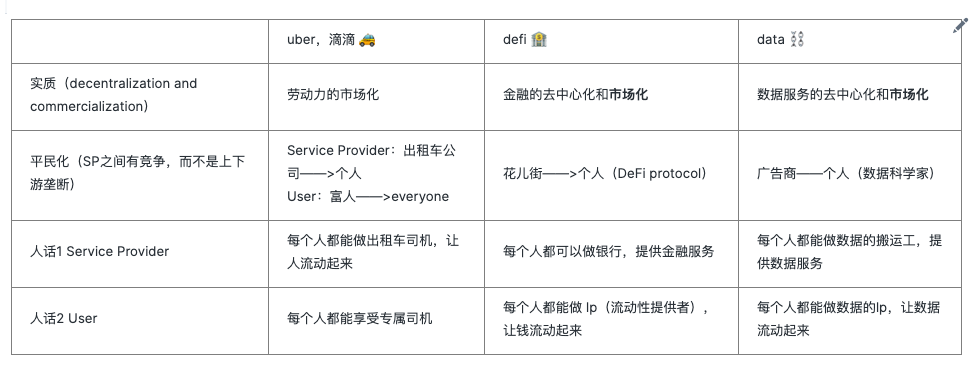 uber，滴滴 🚕
defi 🏦
data ⛓️
实质（decentralization and
commercialization）
劳动力的市场化
金融的去中心化和市场化
数据服务的去中心化和市场化
平民化（SP之间有竞争，而不是上下
游垄断）
Service Provider：出租车公
司——>个人
User：富人——>everyone
花儿街——>个人（DeFi protocol）
广告商——个人（数据科学家）
人话1 Service Provider
每个人都能做出租车司机，让
人流动起来
每个人都可以做银行，提供金融服务
每个人都能做数据的搬运工，提
供数据服务
人话2 User
每个人都能享受专属司机
每个人都能做 lp（流动性提供者），
让钱流动起来
每个人都能做数据的lp，让数据
流动起来